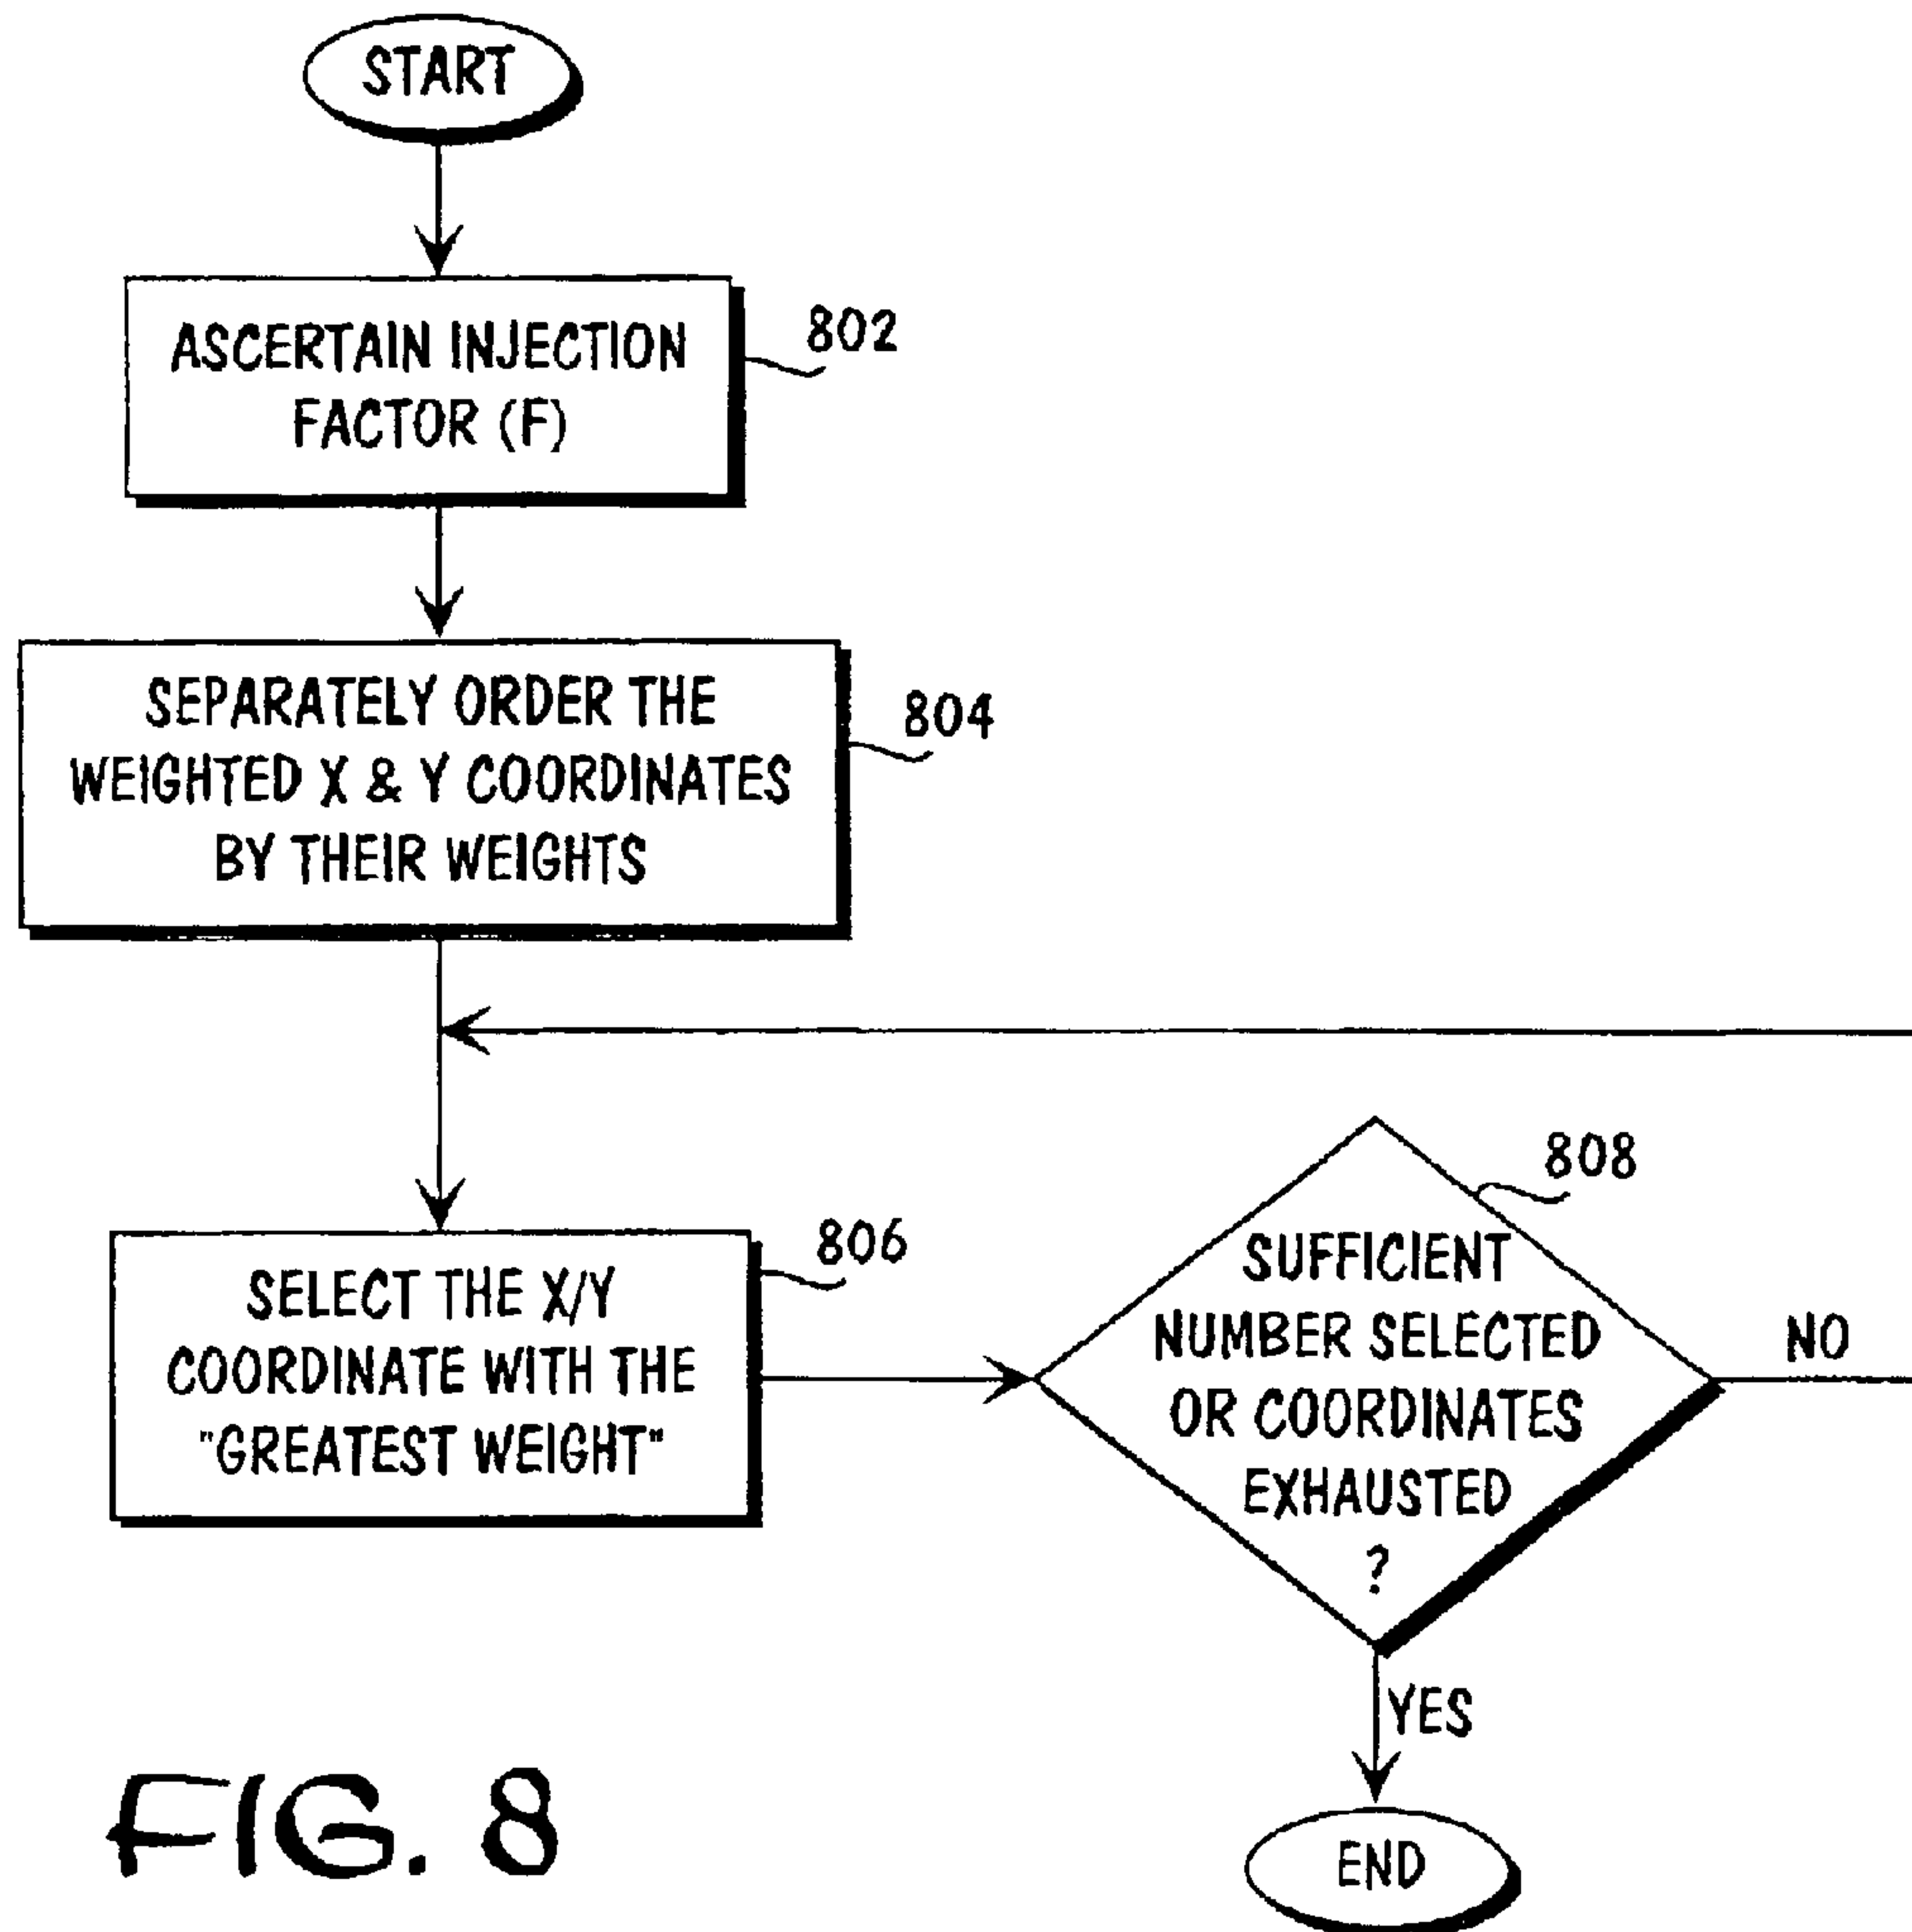 START
ASCERTAIN INJECTION
FACTOR (F)
802
SEPARATELY ORDER THE
WEIGHTED X & Y COORDINATES
BY THEIR WEIGHTS
804
SELECT THE X/Y
COORDINATE WITH THE
"GREATEST WEIGHT"
806
SUFFICIENT
NUMBER SELECTED
OR COORDINATES
EXHAUSTED
?
808
NO
YES
END
FIG. 8